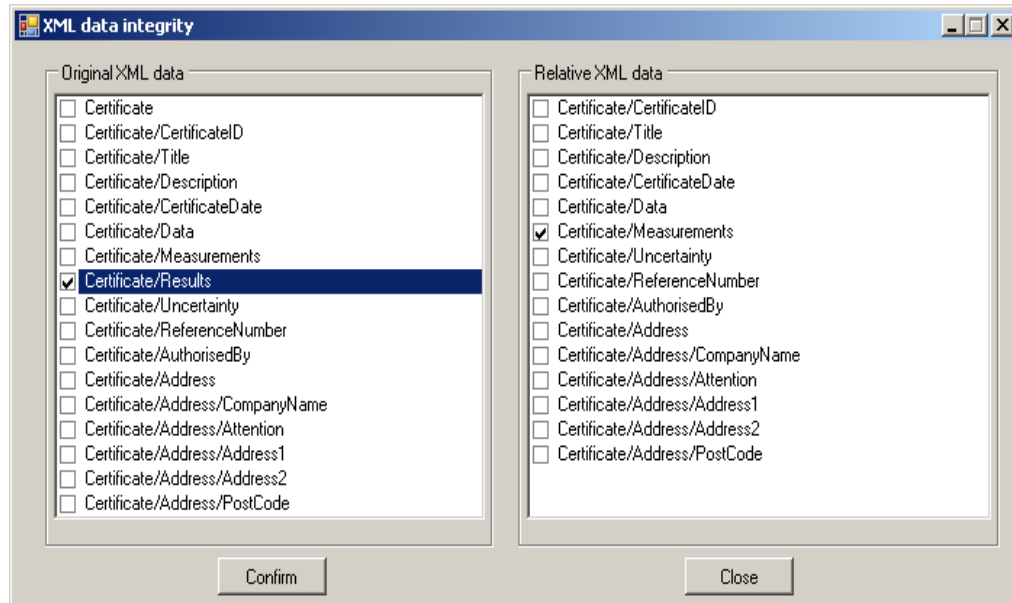 XML data integrity
Original XML data
Certificate
Certificate/CertificateID
Certificate/Title
Certificate/Description
Certificate/CertificateDate
Certificate/Data
Certificate/Measurements
Certificate/Results
Certificate/Uncertainty
Certificate/ReferenceNumber
Certificate/AuthorisedBy
Certificate/Address
Certificate/Address/CompanyName
Certificate/Address/Attention
Certificate/Address/Address1
Certificate/Address/Address2
Certificate/Address/PostCode
Relative XML data
Certificate/CertificateID
Certificate/Title
Certificate/Description
Certificate/CertificateDate
Certificate/Data
Certificate/Measurements
Certificate/Uncertainty
Certificate/ReferenceNumber
Certificate/AuthorisedBy
Certificate/Address
Certificate/Address/CompanyName
Certificate/Address/Attention
Certificate/Address/Address1
Certificate/Address/Address2
Certificate/Address/PostCode
Confirm
Close